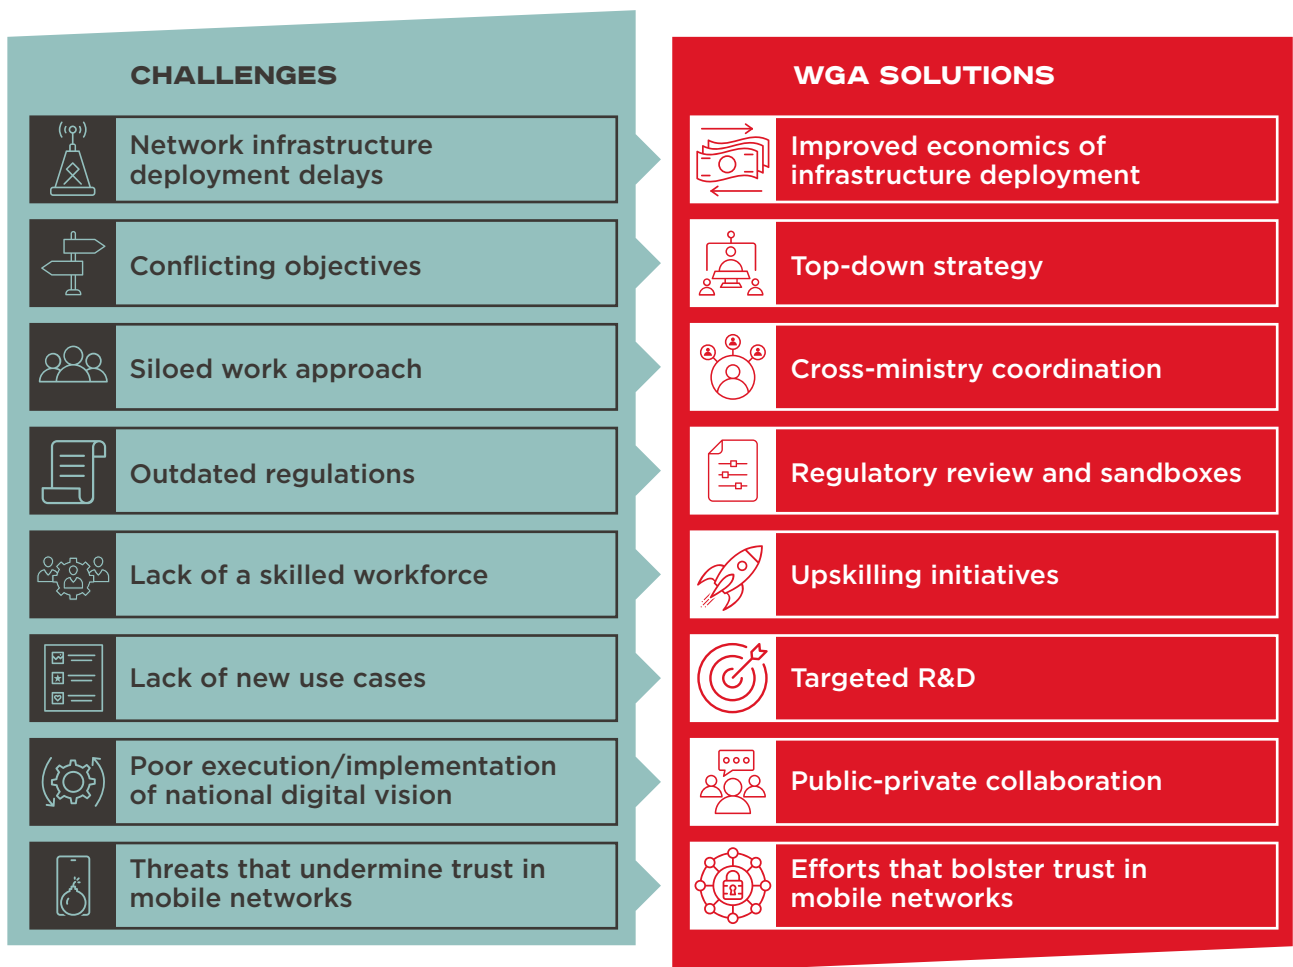 CHALLENGES
Network infrastructure
deployment delays
Conflicting objectives
Siloed work approach
Outdated regulations
Lack of a skilled workforce
Lack of new use cases
Poor execution/implementation
of national digital vision
Threats that undermine trust in
mobile networks
WGA SOLUTIONS
Improved economics of
infrastructure deployment
Top-down strategy
Cross-ministry coordination
Regulatory review and sandboxes
Upskilling initiatives
Targeted R&D
Public-private collaboration
Efforts that bolster trust in
mobile networks